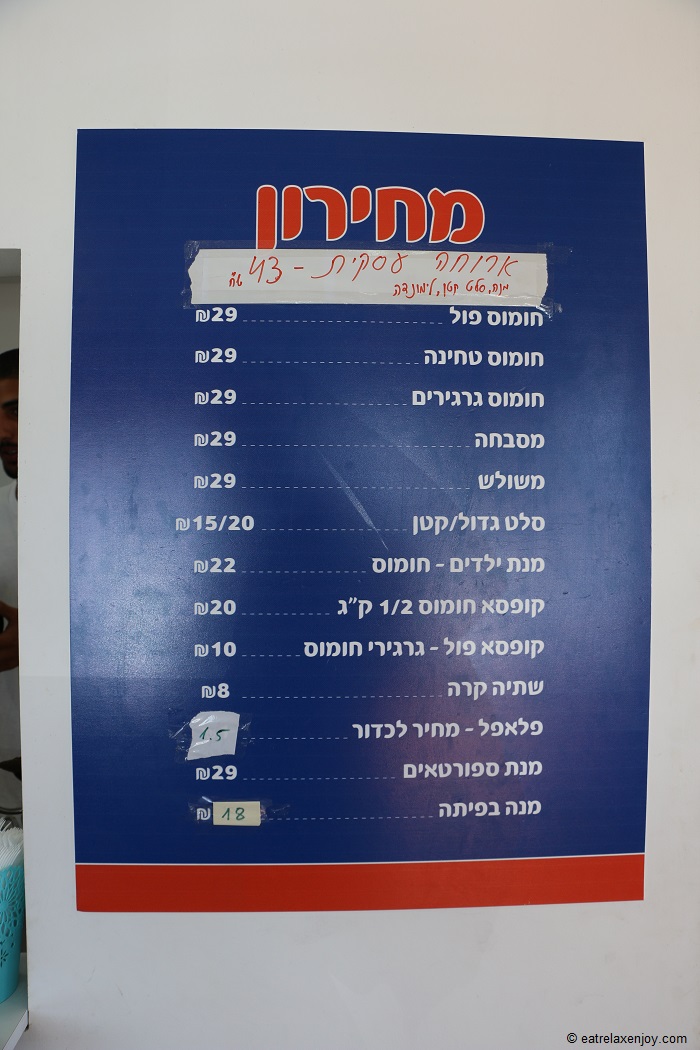 מחירון
ארוחה עסקית - 43 ש"ח
מנה, סלט קטן, לימונדה
חומוס פול 29₪
חומוס טחינה 29₪
חומוס גרגירים 29₪
מסבחה 29₪
משולש 29₪
סלט גדול/קטן 15/20₪
מנת ילדים - חומוס 22₪
קופסא חומוס 1/2 ק"ג 20₪
קופסא פול - גרגירי חומוס 10₪
שתיה קרה 8₪
פלאפל - מחיר לכדור 1.5
מנת ספורטאים 29₪
מנה בפיתה 18 ₪
© eatrelaxenjoy.com